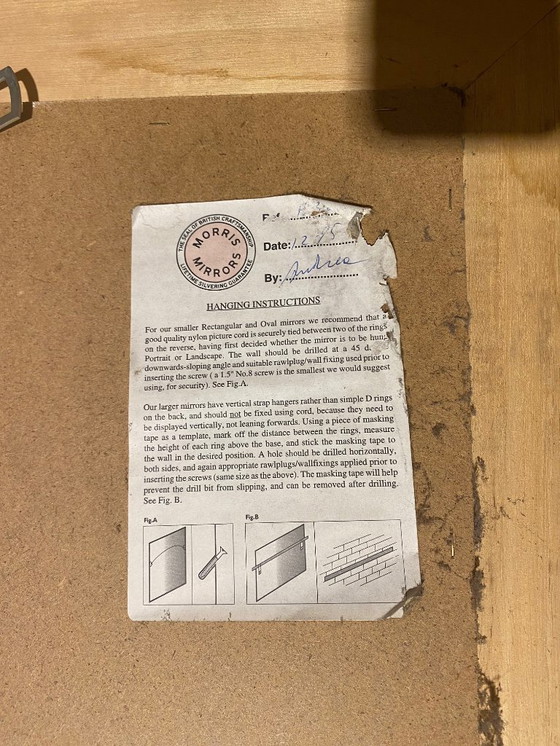 THE SEAL OF BRITISH CRAFTSMANSHIP
MORRIS
MIRRORS
LIFETIME SILVERING GUARANTEE
Date:
By: Andrea
HANGING INSTRUCTIONS
For our smaller Rectangular and Oval mirrors we recommend that a
good quality nylon picture cord is securely tied between two of the rings
on the reverse, having first decided whether the mirror is to be hung
Portrait or Landscape. The wall should be drilled at a 45 d.
downwards-sloping angle and suitable rawlplug/wall fixing used prior to
inserting the screw ( a 1.5" No.8 screw is the smallest we would suggest
using, for security). See Fig.A.
Our larger mirrors have vertical strap hangers rather than simple D rings
on the back, and should not be fixed using cord, because they need to
be displayed vertically, not leaning forwards. Using a piece of masking
tape as a template, mark off the distance between the rings, measure
the height of each ring above the base, and stick the masking tape to
the wall in the desired position. A hole should be drilled horizontally,
both sides, and again appropriate rawlplugs/wallfixings applied prior to
inserting the screws (same size as the above). The masking tape will help
prevent the drill bit from slipping, and can be removed after drilling.
See Fig. B.
Fig.A
Fig.B